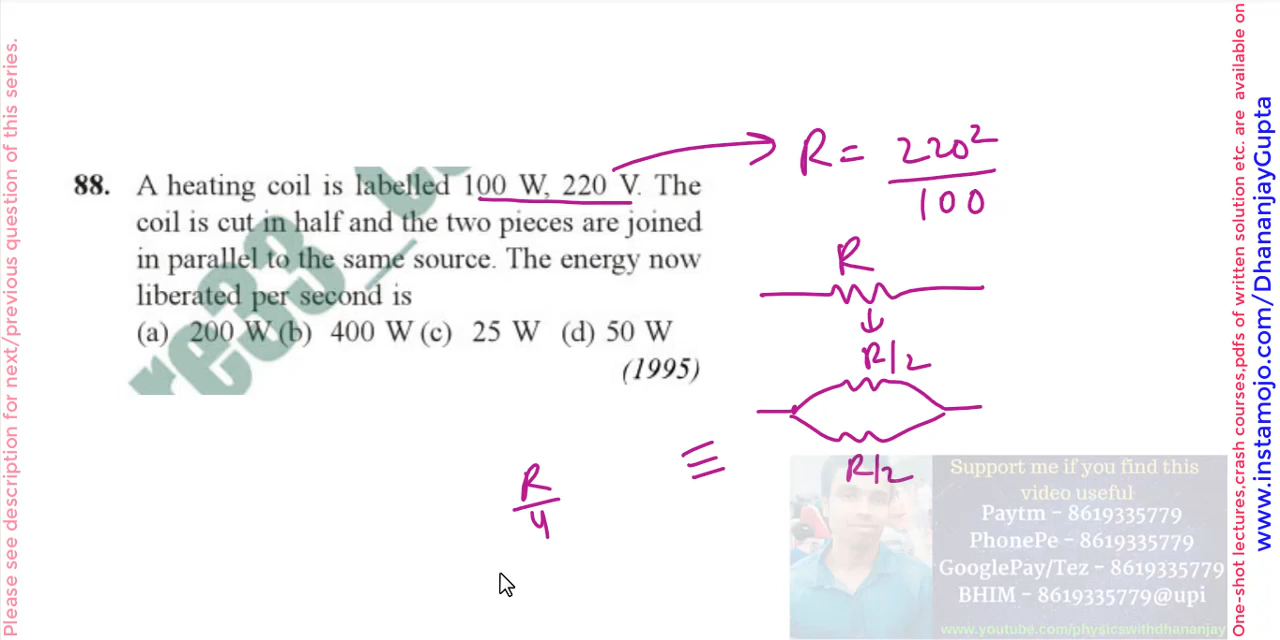 Please see description for next/previous question of this series.
88. A heating coil is labelled 100 W, 220 V. The
coil is cut in half and the two pieces are joined
in parallel to the same source. The energy now
liberated per second is
(a) 200 W (b) 400 W (c) 25 W (d) 50 W
(1995)
R = 220²
100
R
R/2
R/2
R
4
≡
Support me if you find this
video useful
Paytm - 8619335779
PhonePe - 8619335779
GooglePay/Tez - 8619335779
BHIM - 8619335779@upi
www.youtube.com/physicswithdhananjay
One-shot lectures,crash courses,pdfs of written solution etc. are available on
www.instamojo.com/DhananjayGupta